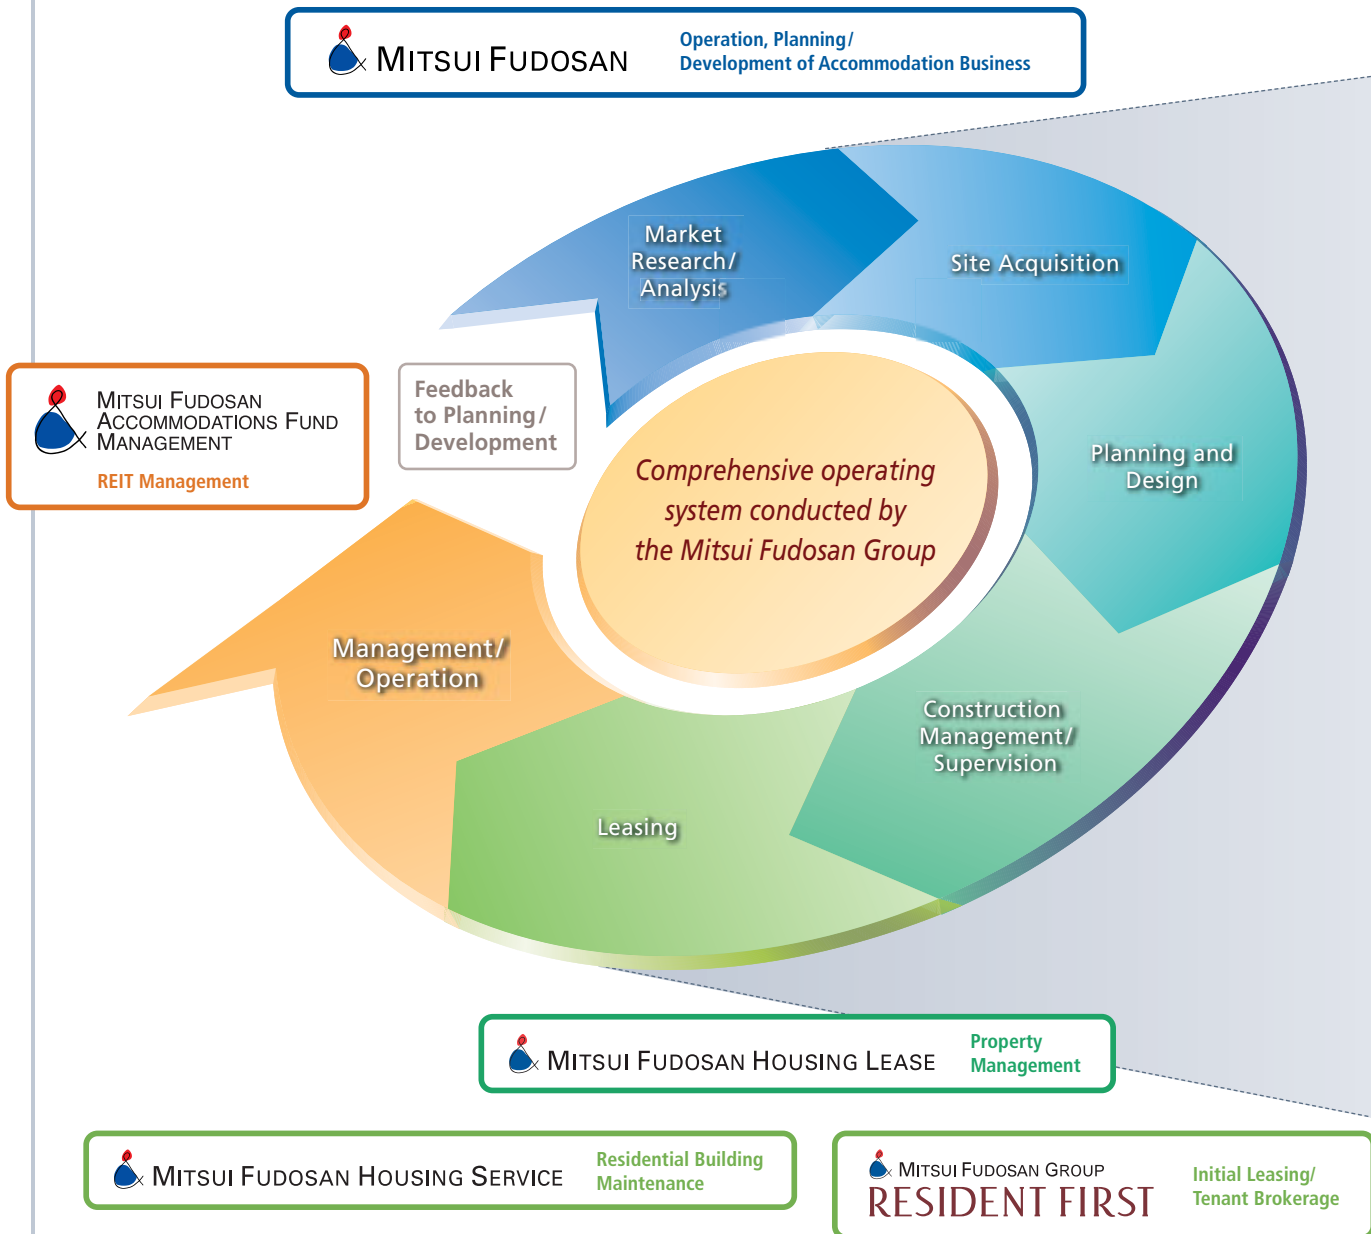 MITSUI FUDOSAN
Operation, Planning/
Development of Accommodation Business
Market
Research/
Analysis
Site Acquisition
MITSUI FUDOSAN
ACCOMMODATIONS FUND
MANAGEMENT
REIT Management
Feedback
to Planning/
Development
Planning and
Design
Comprehensive operating
system conducted by
the Mitsui Fudosan Group
Management/
Operation
Construction
Management/
Supervision
Leasing
MITSUI FUDOSAN HOUSING LEASE
Property
Management
MITSUI FUDOSAN HOUSING SERVICE
Residential Building
Maintenance
MITSUI FUDOSAN GROUP
RESIDENT FIRST
Initial Leasing/
Tenant Brokerage